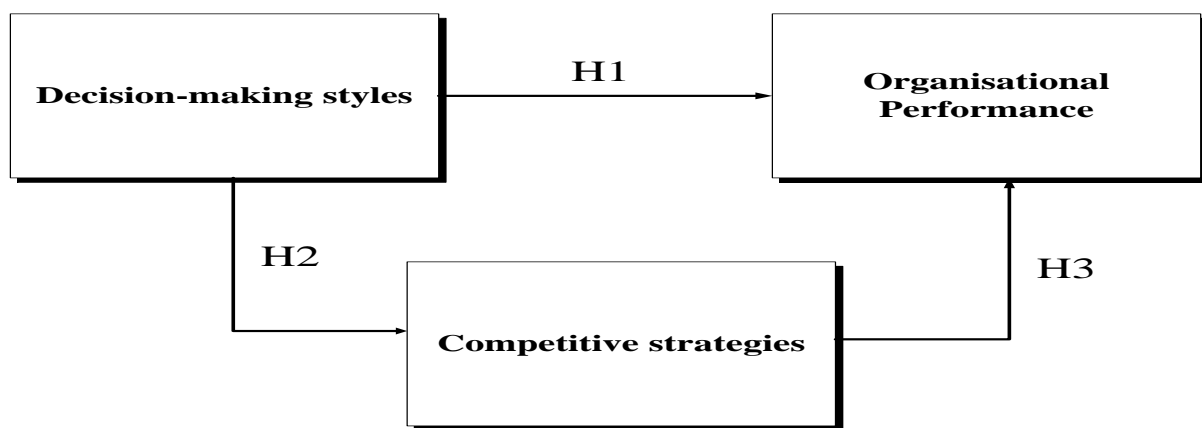 Decision-making styles
H1
Organisational
Performance
H2
H3
Competitive strategies